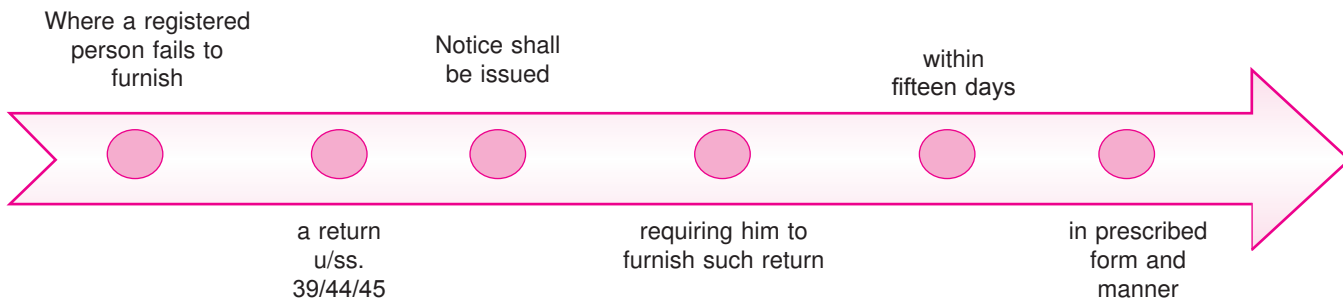 Where a registered
person fails to
furnish
a return
u/ss.
39/44/45
Notice shall
be issued
requiring him to
furnish such return
within
fifteen days
in prescribed
form and
manner